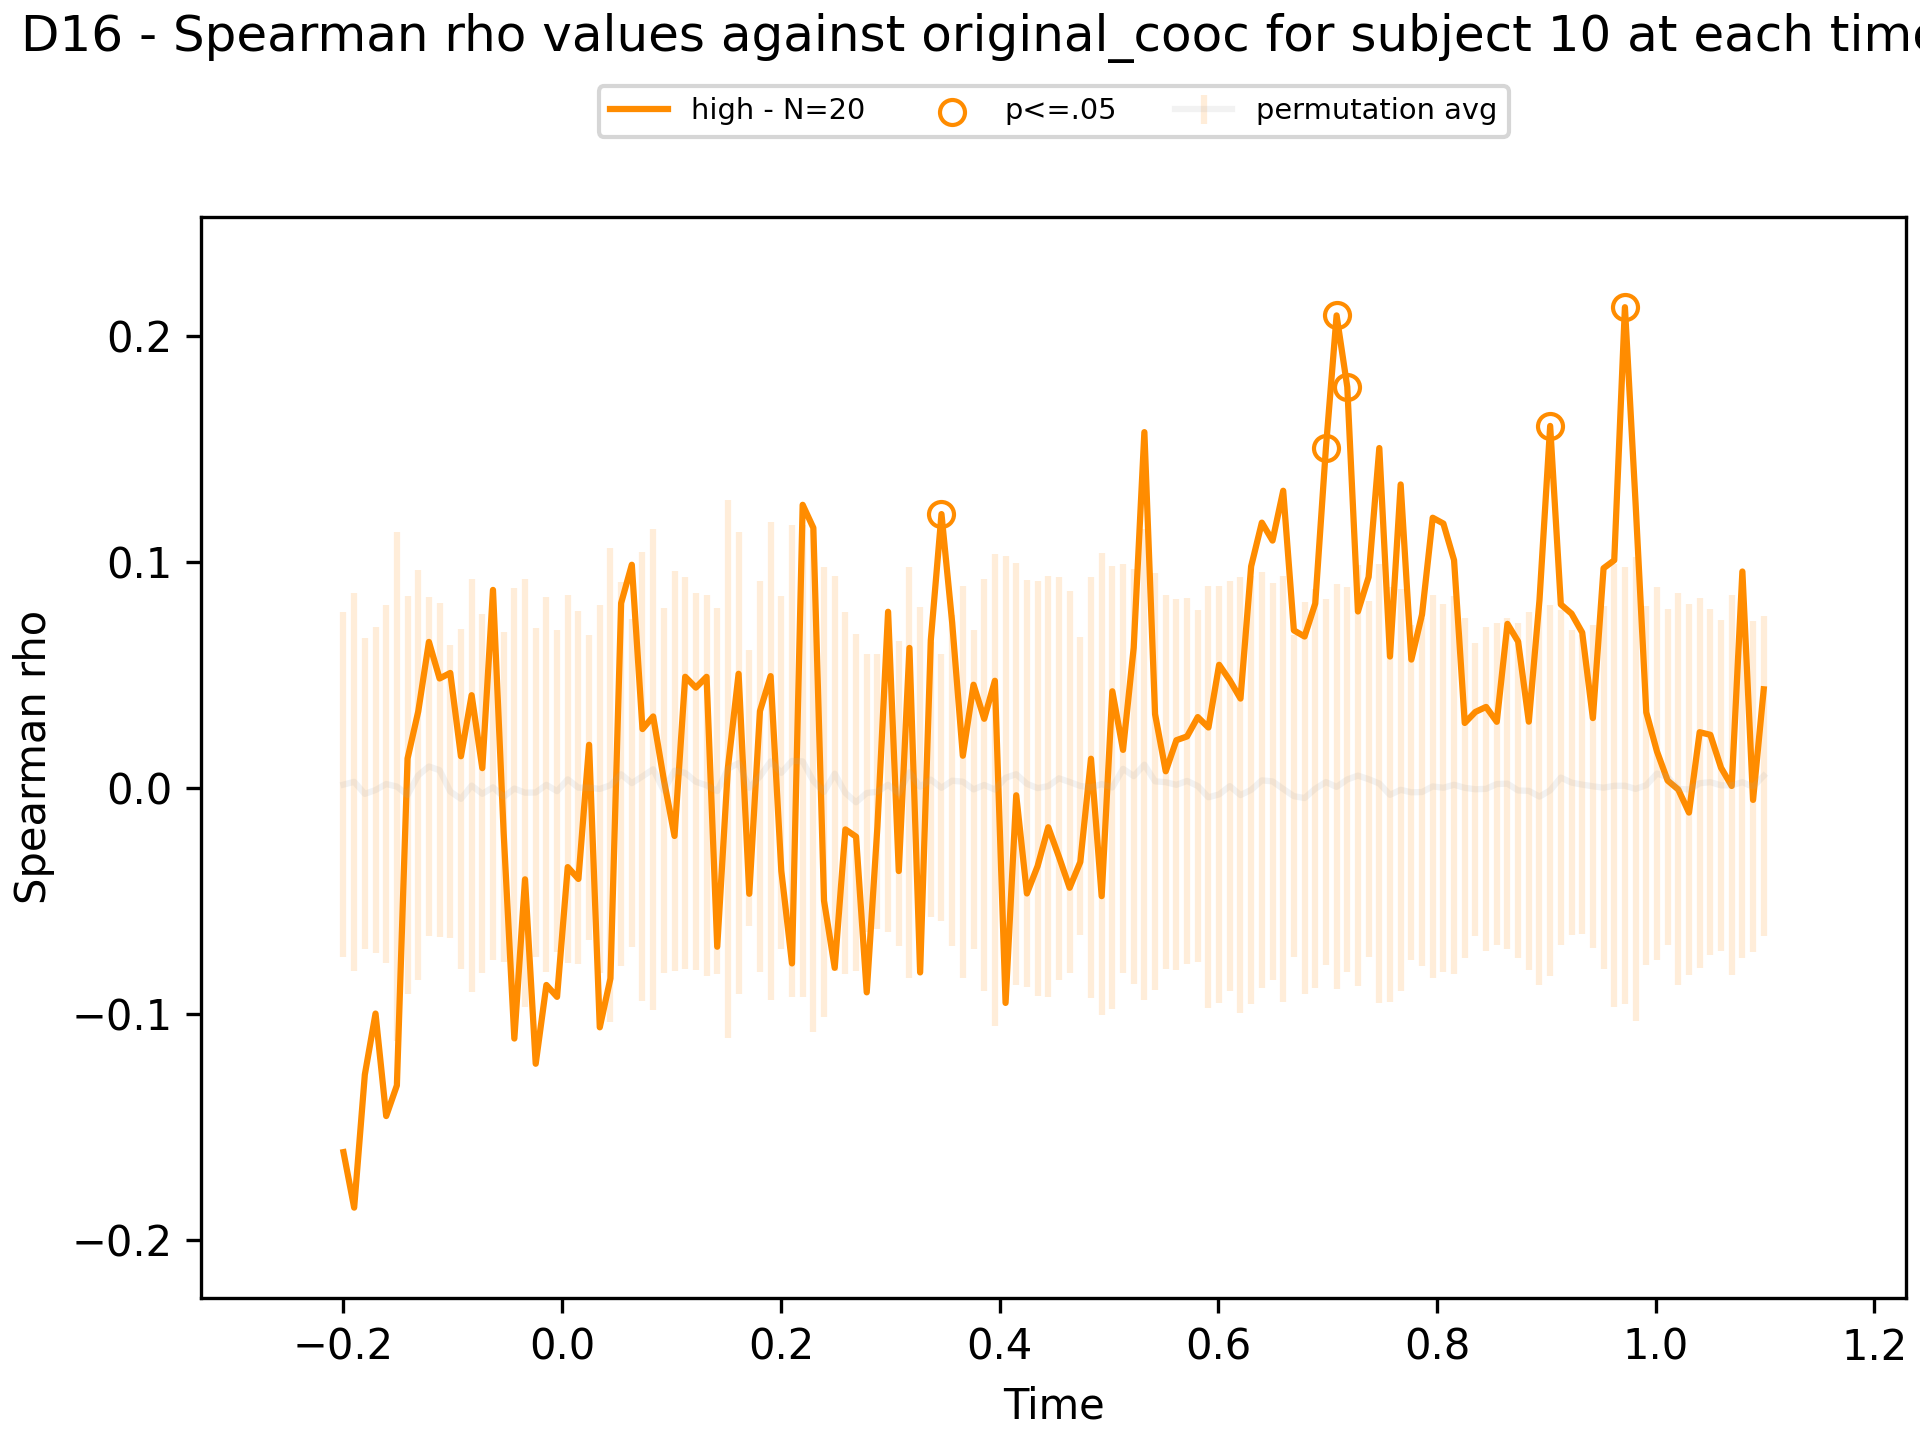 D16 - Spearman rho values against original_cooc for subject 10 at each time
high - N=20
p<=.05
permutation avg
Spearman rho
0.2
0.1
0.0
−0.1
−0.2
−0.2
0.0
0.2
0.4
0.6
0.8
1.0
1.2
Time